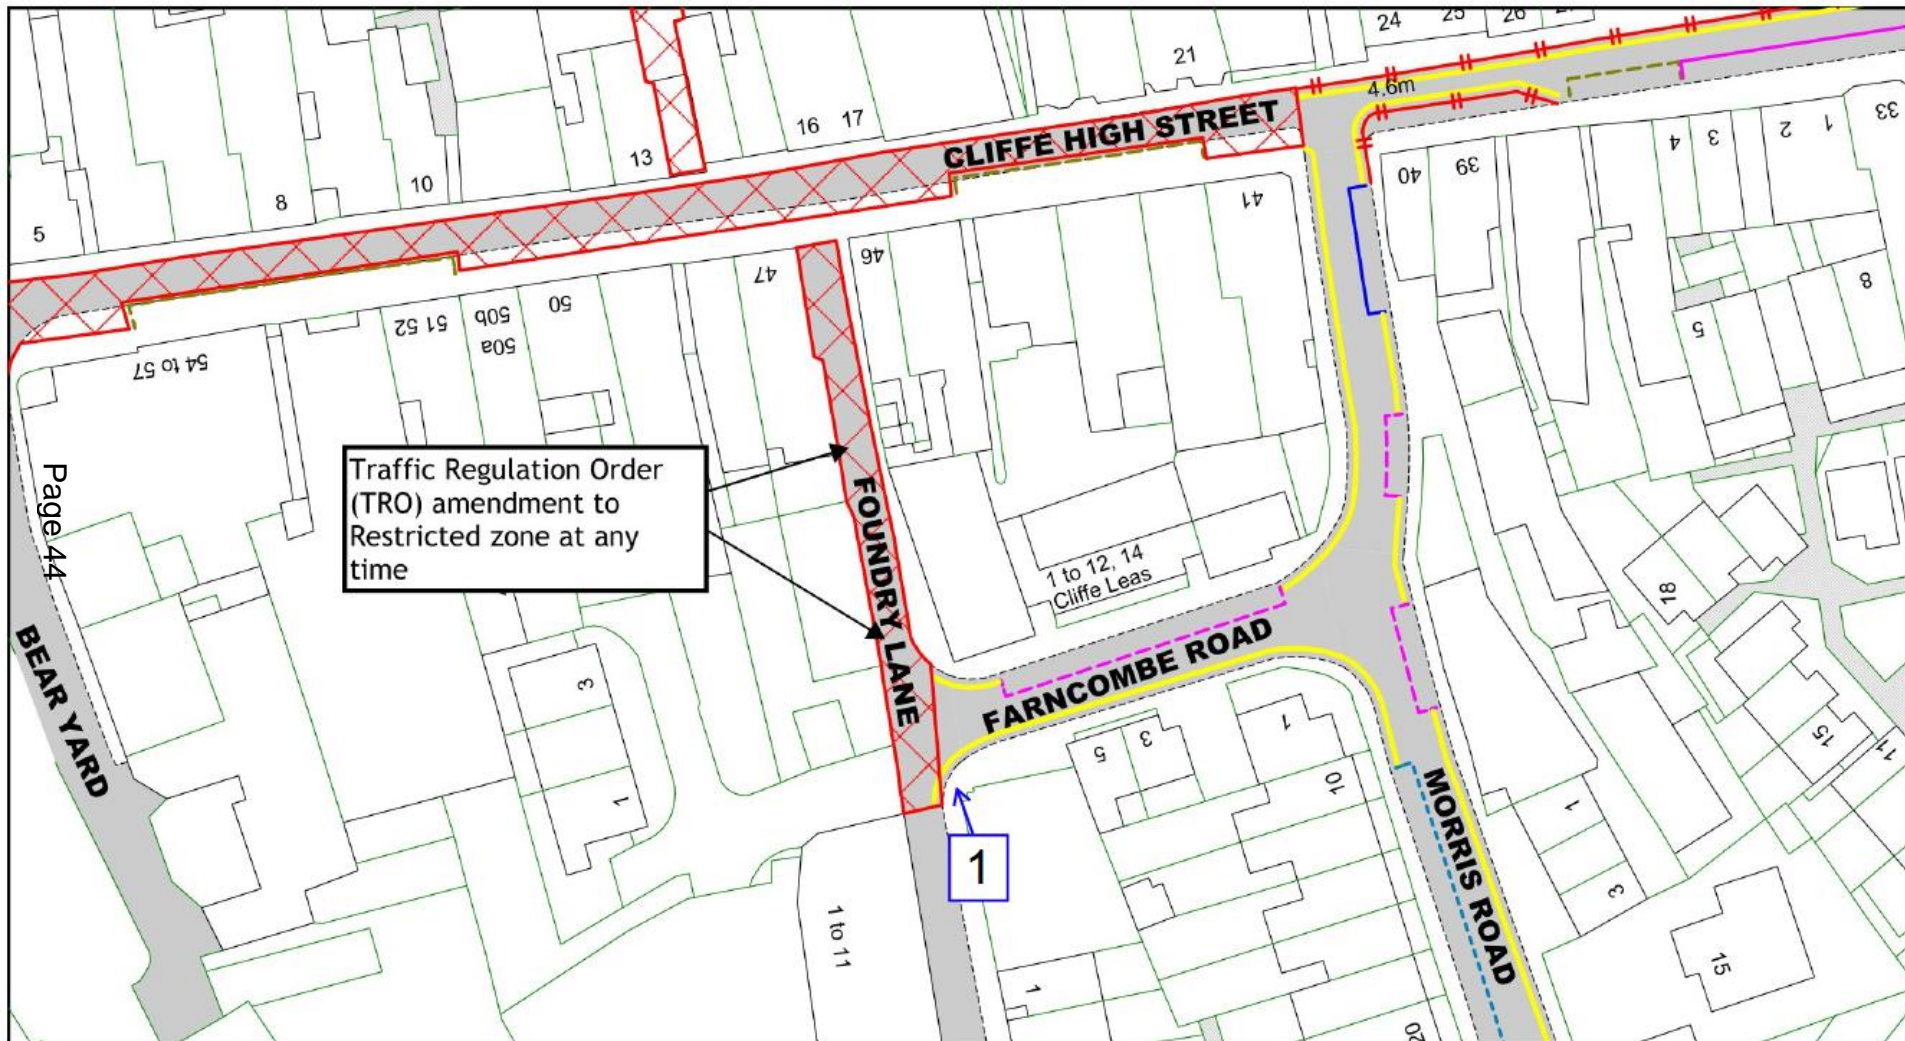 24
25
26
21
4.6m
CLIFFE HIGH STREET
16 17
13
10
8
5
33
1
2
3
4
39
40
41
46
47
50
50b
50a
51 52
54 to 57
8
5
Page 44
Traffic Regulation Order
(TRO) amendment to
Restricted zone at any
time
FOUNDRY LANE
1 to 12, 14
Cliffe Leas
FARNCOMBE ROAD
BEAR YARD
18
15
11
3
1
5
3
1
10
1
MORRIS ROAD
1
3
1 to 11
15
1
20